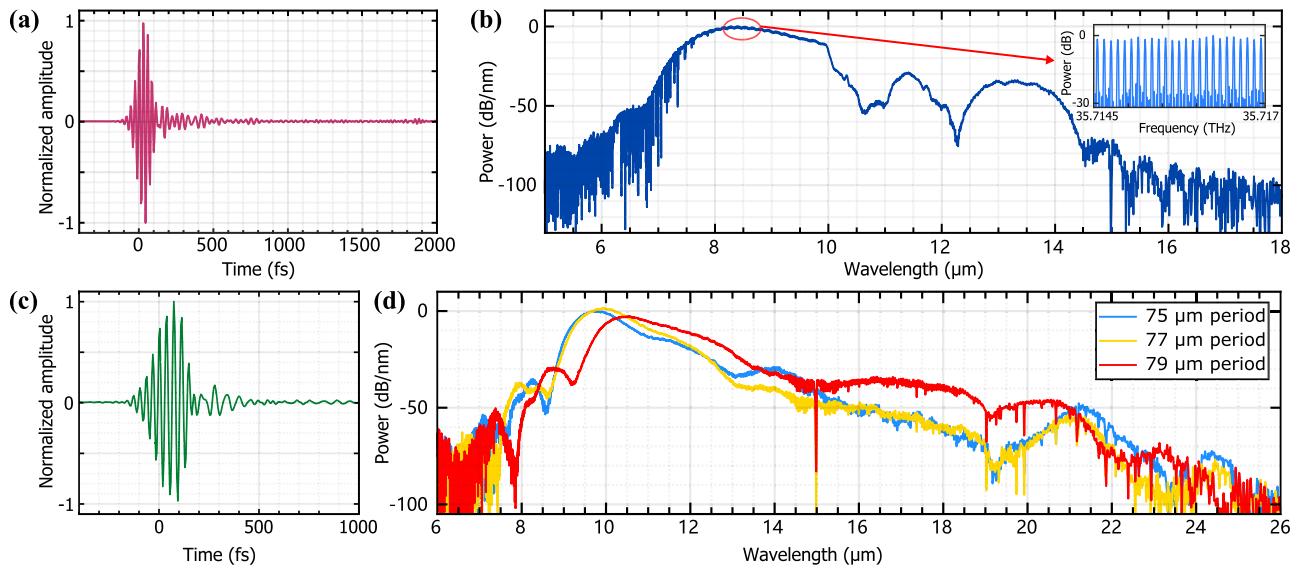 (a)
Normalized amplitude
1
0
-1
0 500 1000 1500 2000
Time (fs)
(b)
Power (dB/nm)
0
-50
-100
6 8 10 12 14 16 18
Wavelength (µm)
Power (dB)
0
-30
35.7145 35.717
Frequency (THz)
(c)
Normalized amplitude
1
0
-1
0 500 1000
Time (fs)
(d)
Power (dB/nm)
0
-50
-100
6 8 10 12 14 16 18 20 22 24 26
Wavelength (µm)
75 µm period
77 µm period
79 µm period